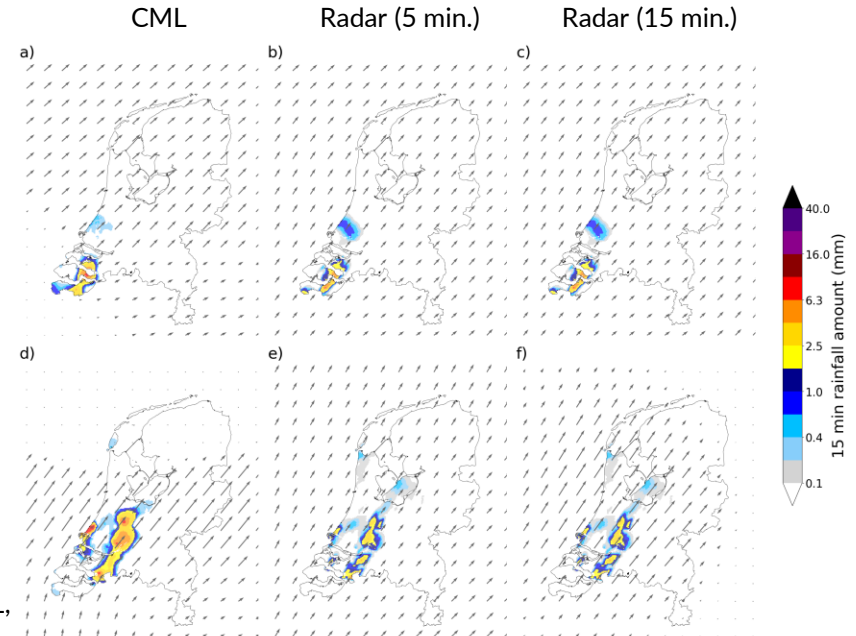 CML Radar (5 min.) Radar (15 min.)
a) b) c)
40.0
16.0
6.3
2.5
1.0
0.4
0.1
15 min rainfall amount (mm)
d) e) f)